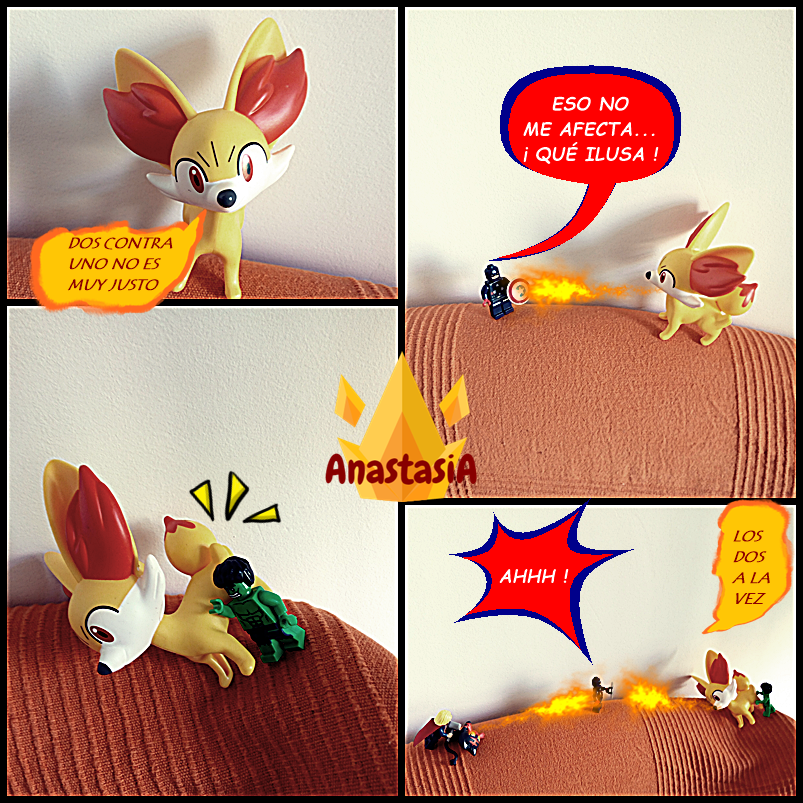 DOS CONTRA
UNO NO ES
MUY JUSTO
ESO NO
ME AFECTA...
¡ QUÉ ILUSA !
AnastasiA
AHHH !
LOS
DOS
A LA
VEZ